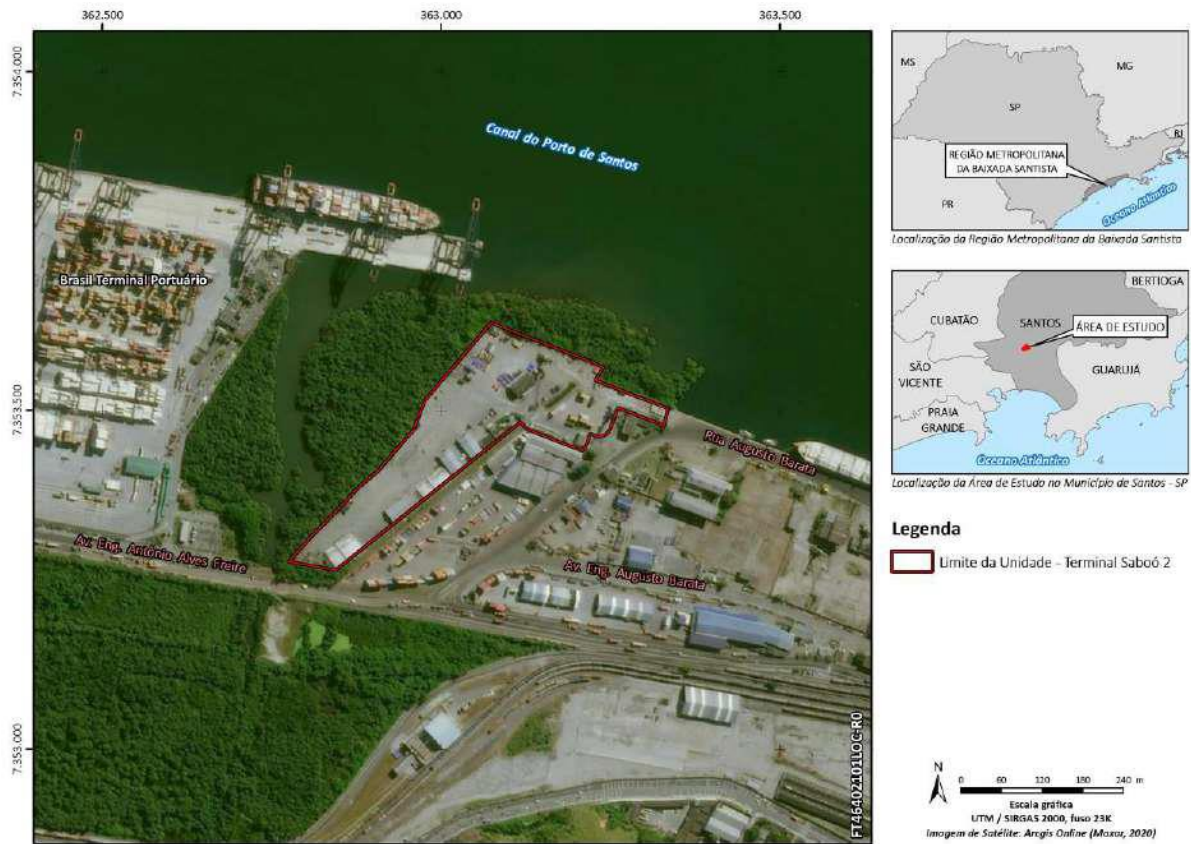 362.500
363.000
363.500
7.354.000
7.353.500
7.353.000
Canal do Porto de Santos
Brasil Terminal Portuário
Rua Augusto Barata
Av. Eng. Antônio Alves Freire
Av. Eng. Augusto Barata
FT46402101LOC-R0
MS
MG
SP
RJ
REGIÃO METROPOLITANA
DA BAIXADA SANTISTA
PR
Oceano Atlântico
Localização da Região Metropolitana da Baixada Santista
BERTIOGA
CUBATÃO
SANTOS
ÁREA DE ESTUDO
SÃO
VICENTE
GUARUJÁ
PRAIA
GRANDE
Oceano Atlântico
Localização da Área de Estudo no Município de Santos - SP
Legenda
Limite da Unidade - Terminal Saboó 2
N
0 60 120 180 240 m
Escala gráfica
UTM / SIRGAS 2000, fuso 23K
Imagem de Satélite: Arcgis Online (Maxar, 2020)